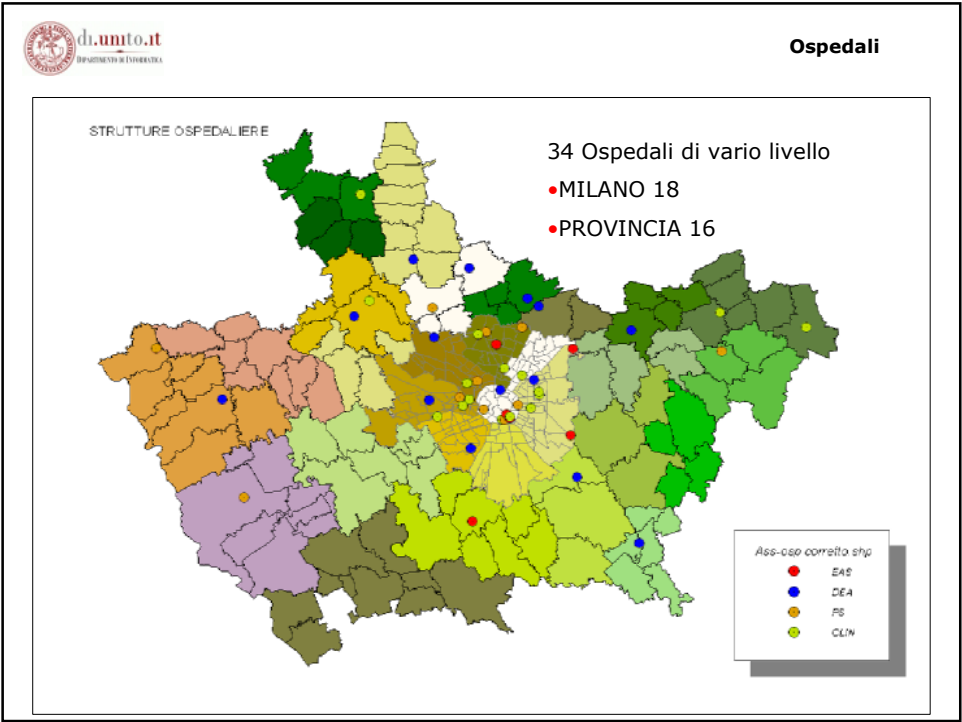 di.unito.it
DIPARTIMENTO DI INFORMATICA
Ospedali
STRUTTURE OSPEDALIERE
34 Ospedali di vario livello
•MILANO 18
•PROVINCIA 16
Ass-osp corretto shp
EAS
DEA
PS
CLIN